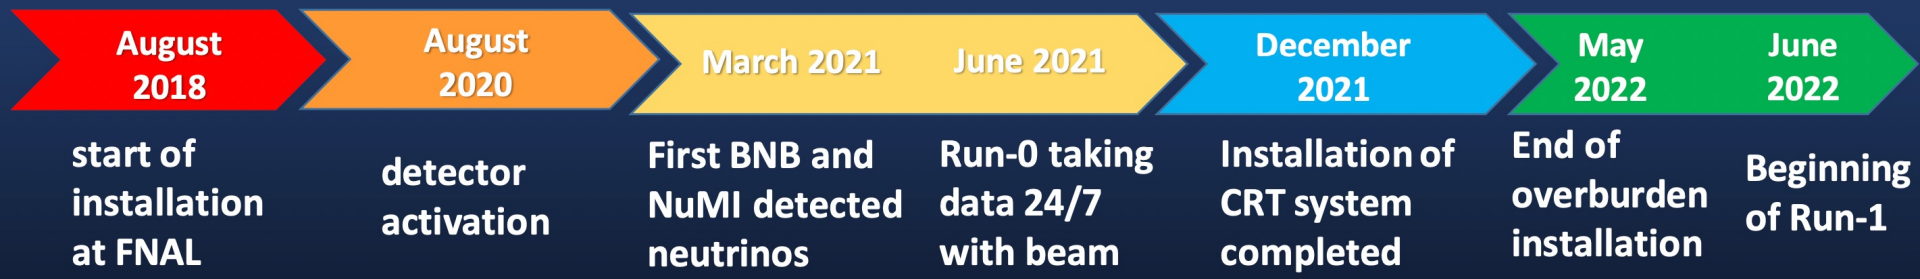 August
2018
August
2020
March 2021
June 2021
December
2021
May
2022
June
2022
start of
installation
at FNAL
detector
activation
First BNB and
NuMI detected
neutrinos
Run-0 taking
data 24/7
with beam
Installation of
CRT system
completed
End of
overburden
installation
Beginning
of Run-1